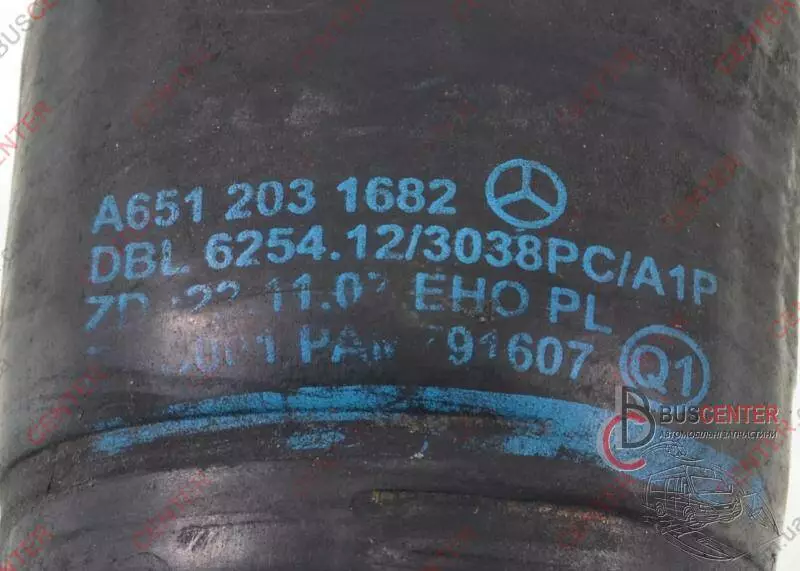 A651 203 1682
DBL 6254.12/3038PC/A1P
EHO PL
91607 Q1
BUSCENTER
АВТОМОБІЛЬНІ ЗАПЧАСТИНИ